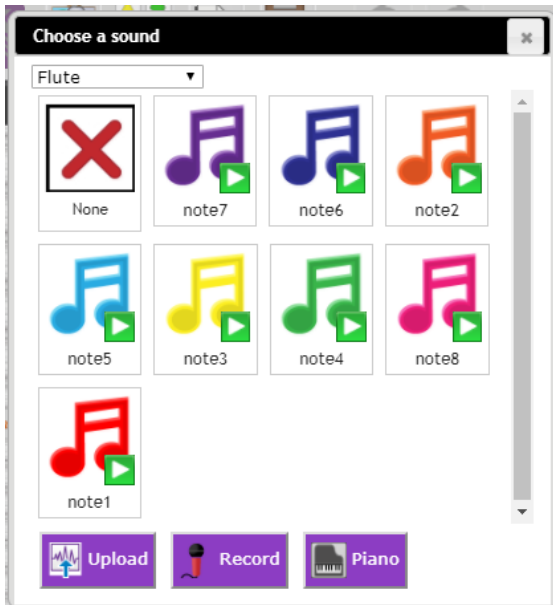 Choose a sound
Flute
None note7 note6 note2
note5 note3 note4 note8
note1
Upload Record Piano